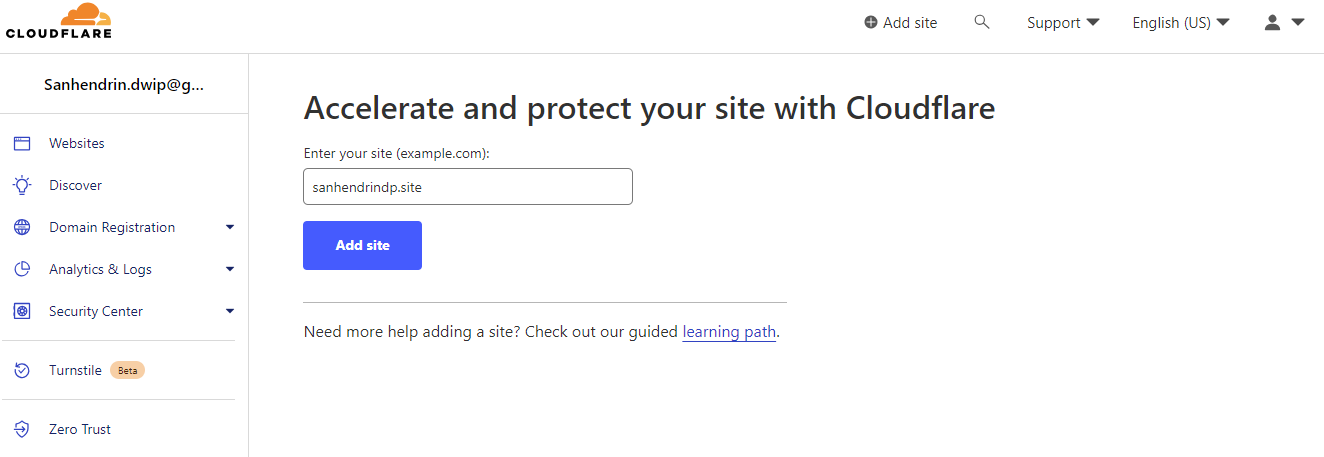 CLOUDFLARE
Add site
Support
English (US)
Sanhendrin.dwip@g...
Websites
Discover
Domain Registration
Analytics & Logs
Security Center
Turnstile Beta
Zero Trust
Accelerate and protect your site with Cloudflare
Enter your site (example.com):
sanhendrindp.site
Add site
Need more help adding a site? Check out our guided learning path.